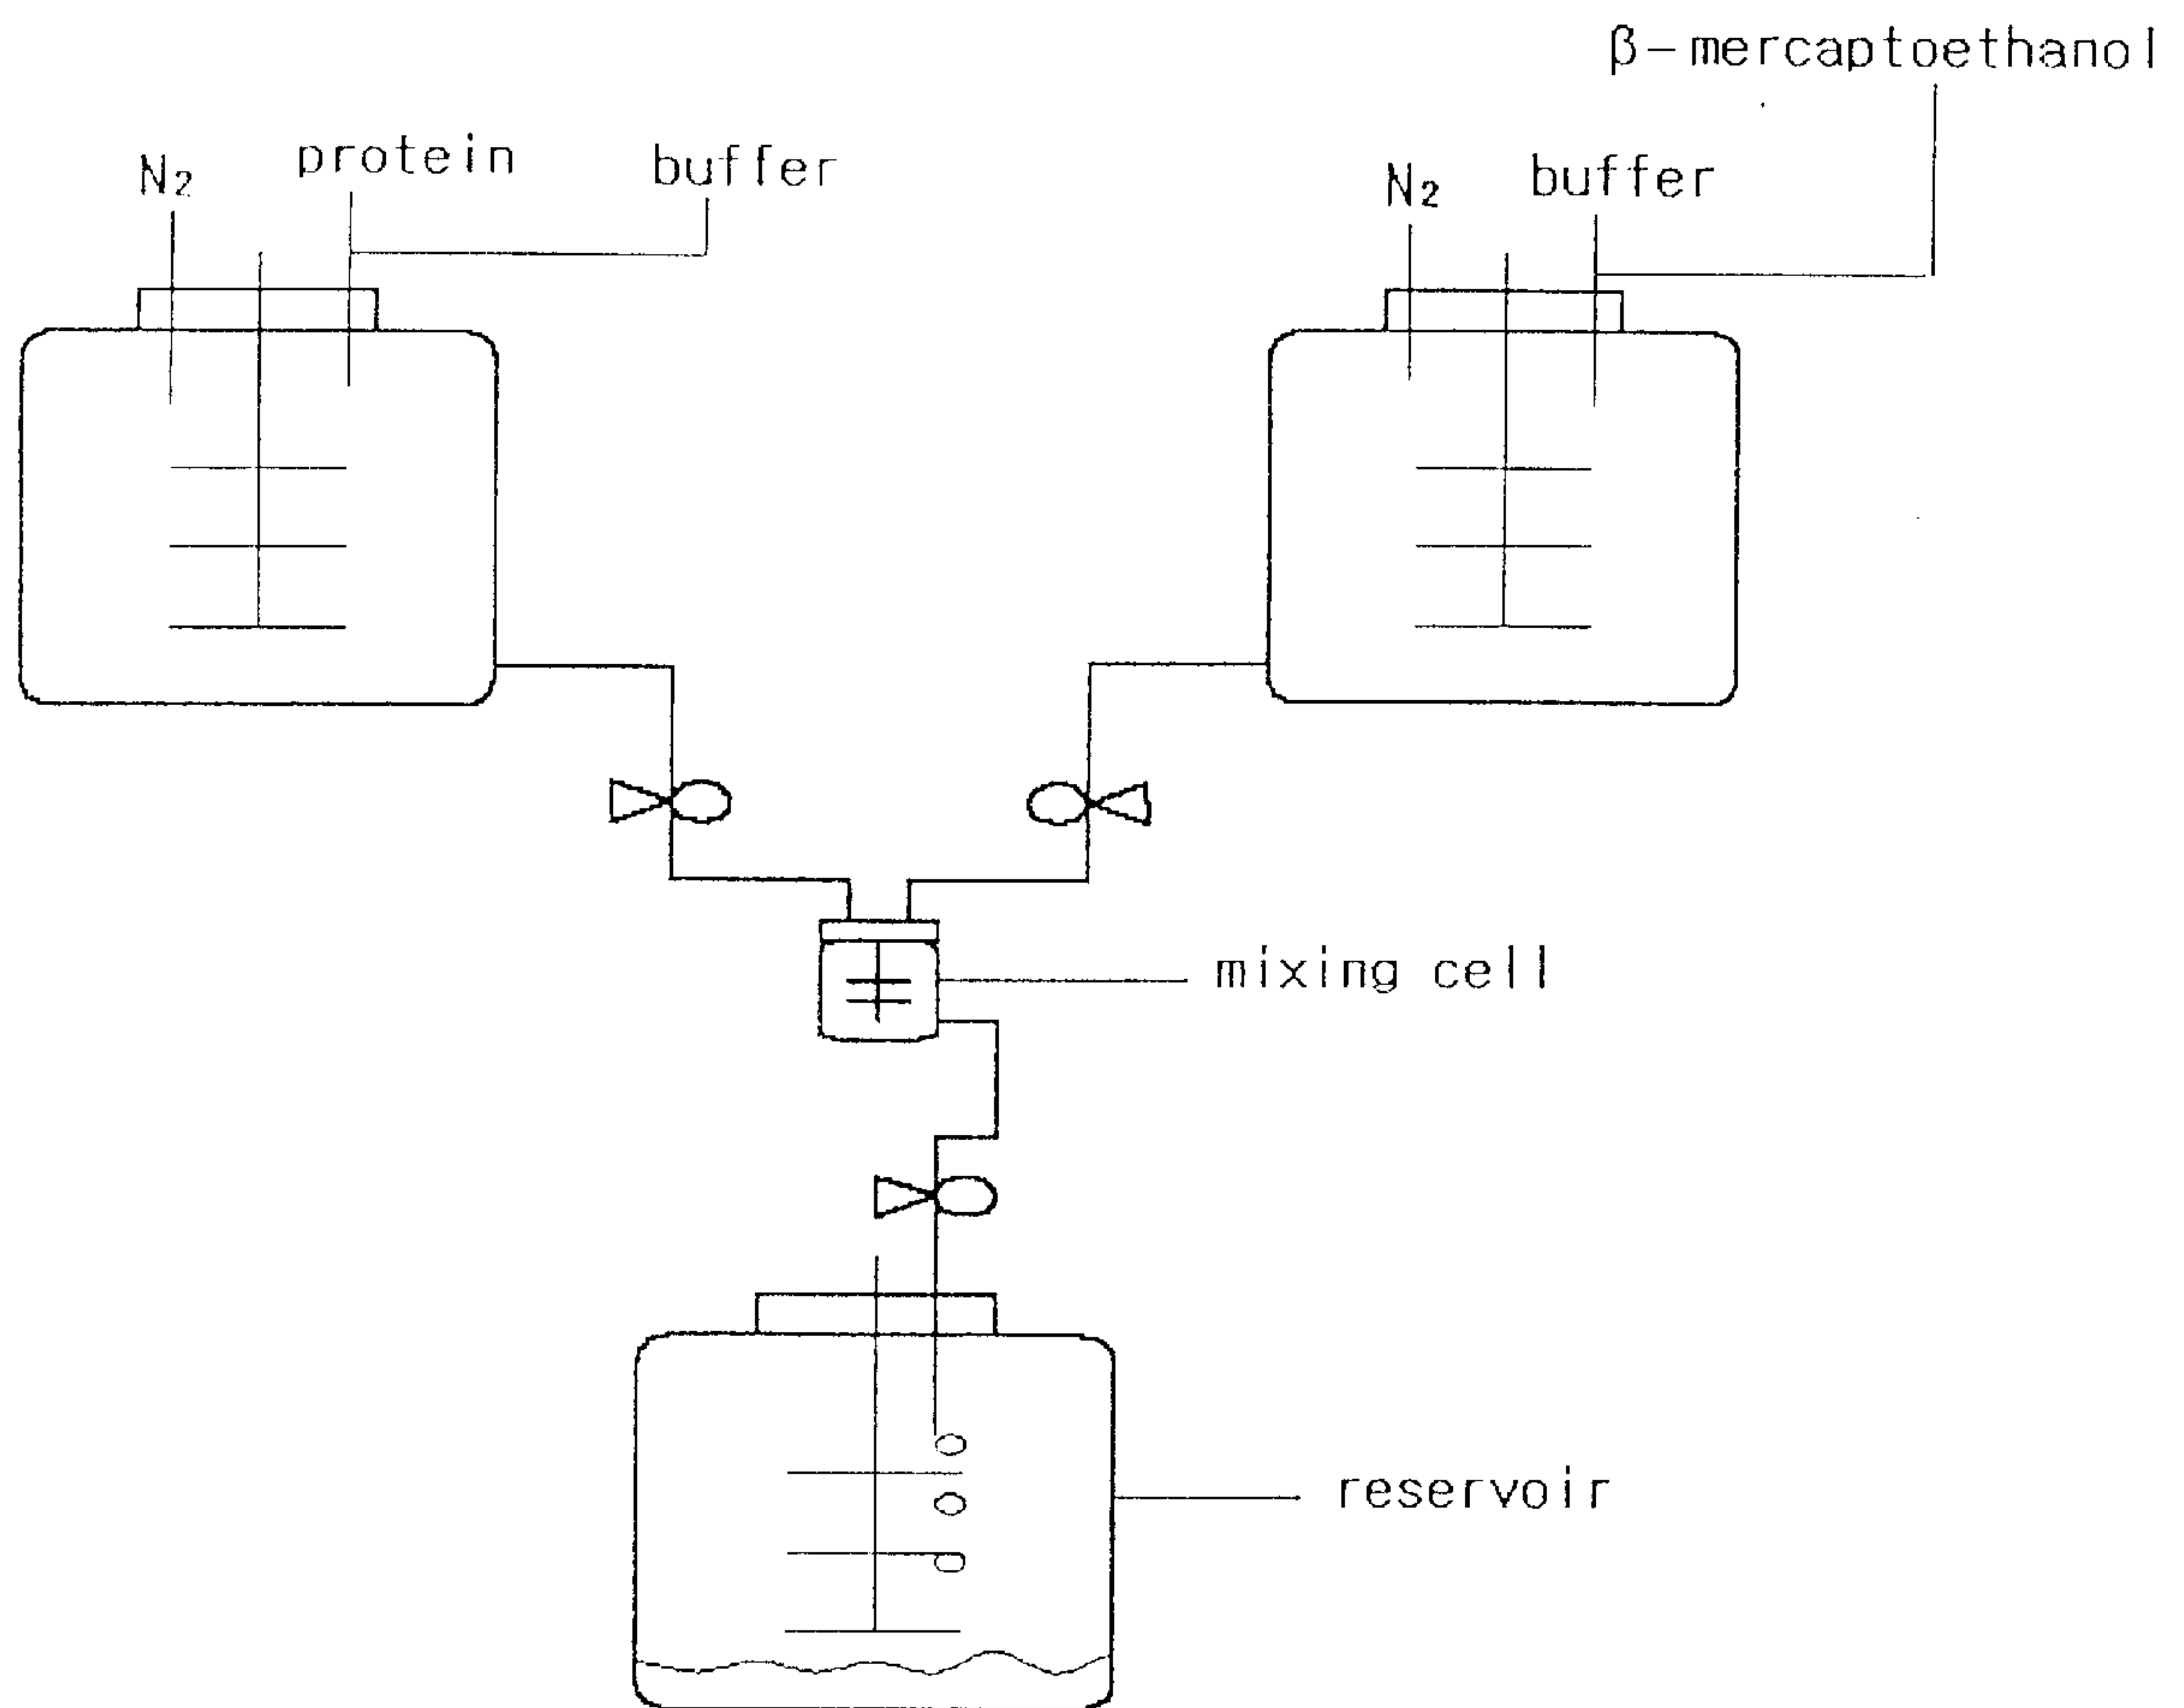 β-mercaptoethanol
N₂
protein
buffer
N₂
buffer
mixing cell
reservoir